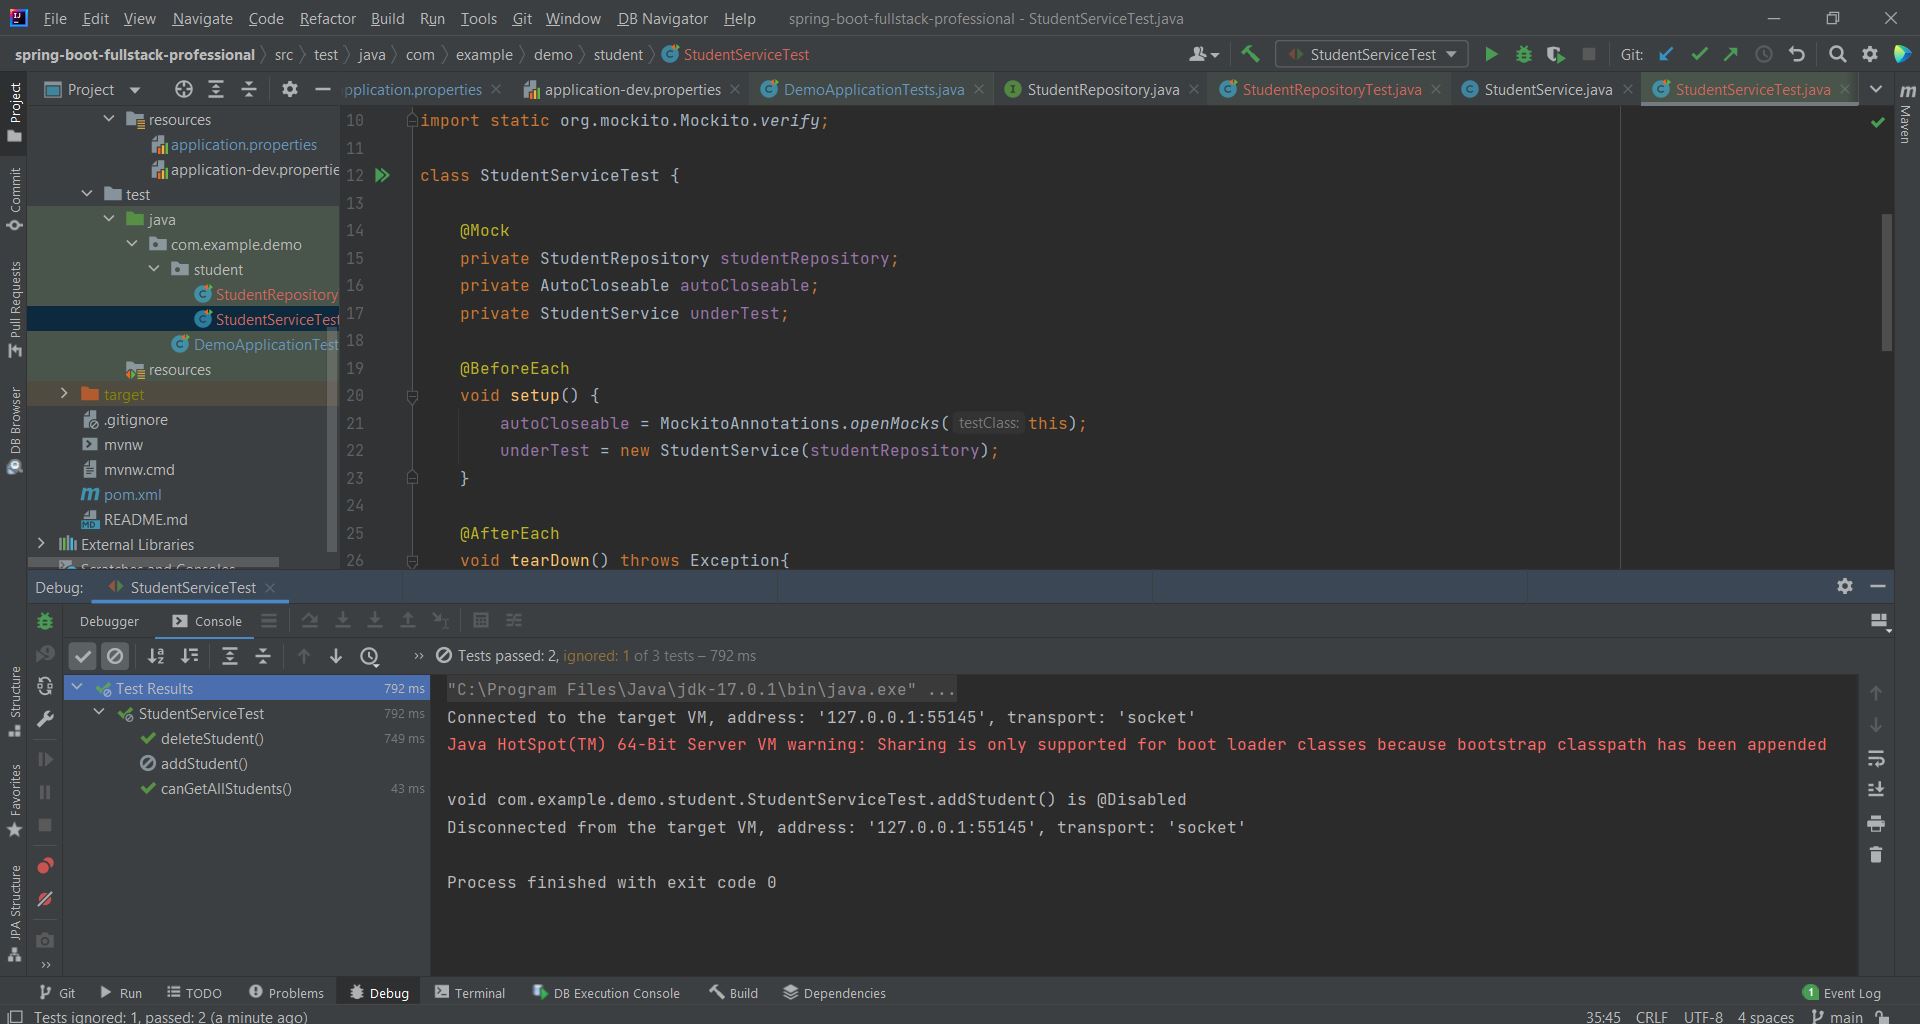 File Edit View Navigate Code Refactor Build Run Tools Git Window DB Navigator Help spring-boot-fullstack-professional - StudentServiceTest.java
spring-boot-fullstack-professional src test java com example demo student StudentServiceTest StudentServiceTest Git:
Project
pplication.properties application-dev.properties DemoApplicationTests.java StudentRepository.java StudentRepositoryTest.java StudentService.java StudentServiceTest.java
Project
Commit
Pull Requests
DB Browser
Structure
Favorites
JPA Structure
Maven
resources
application.properties
application-dev.propertie
test
java
com.example.demo
student
StudentRepository
StudentServiceTest
DemoApplicationTest
resources
target
.gitignore
mvnw
mvnw.cmd
pom.xml
README.md
External Libraries
Scratches and Consoles
10 import static org.mockito.Mockito.verify;
11
12 class StudentServiceTest {
13
14 @Mock
15 private StudentRepository studentRepository;
16 private AutoCloseable autoCloseable;
17 private StudentService underTest;
18
19 @BeforeEach
20 void setup() {
21 autoCloseable = MockitoAnnotations.openMocks( testClass: this);
22 underTest = new StudentService(studentRepository);
23 }
24
25 @AfterEach
26 void tearDown() throws Exception{
Debug: StudentServiceTest
Debugger Console
Tests passed: 2, ignored: 1 of 3 tests – 792 ms
Test Results 792 ms
StudentServiceTest 792 ms
deleteStudent() 749 ms
addStudent()
canGetAllStudents() 43 ms
"C:\Program Files\Java\jdk-17.0.1\bin\java.exe" ...
Connected to the target VM, address: '127.0.0.1:55145', transport: 'socket'
Java HotSpot(TM) 64-Bit Server VM warning: Sharing is only supported for boot loader classes because bootstrap classpath has been appended
void com.example.demo.student.StudentServiceTest.addStudent() is @Disabled
Disconnected from the target VM, address: '127.0.0.1:55145', transport: 'socket'
Process finished with exit code 0
Git Run TODO Problems Debug Terminal DB Execution Console Build Dependencies 1 Event Log
Tests ignored: 1, passed: 2 (a minute ago) 35:45 CRLF UTF-8 4 spaces main